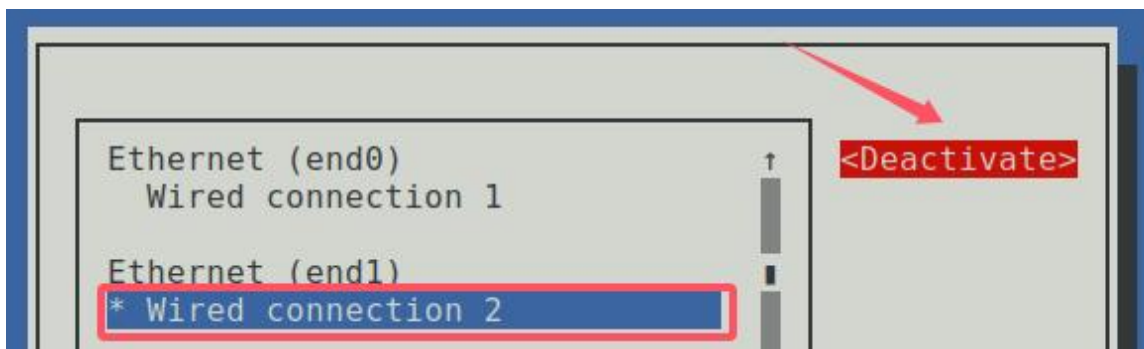 Ethernet (end0)
↑
<Deactivate>
Wired connection 1
Ethernet (end1)
* Wired connection 2